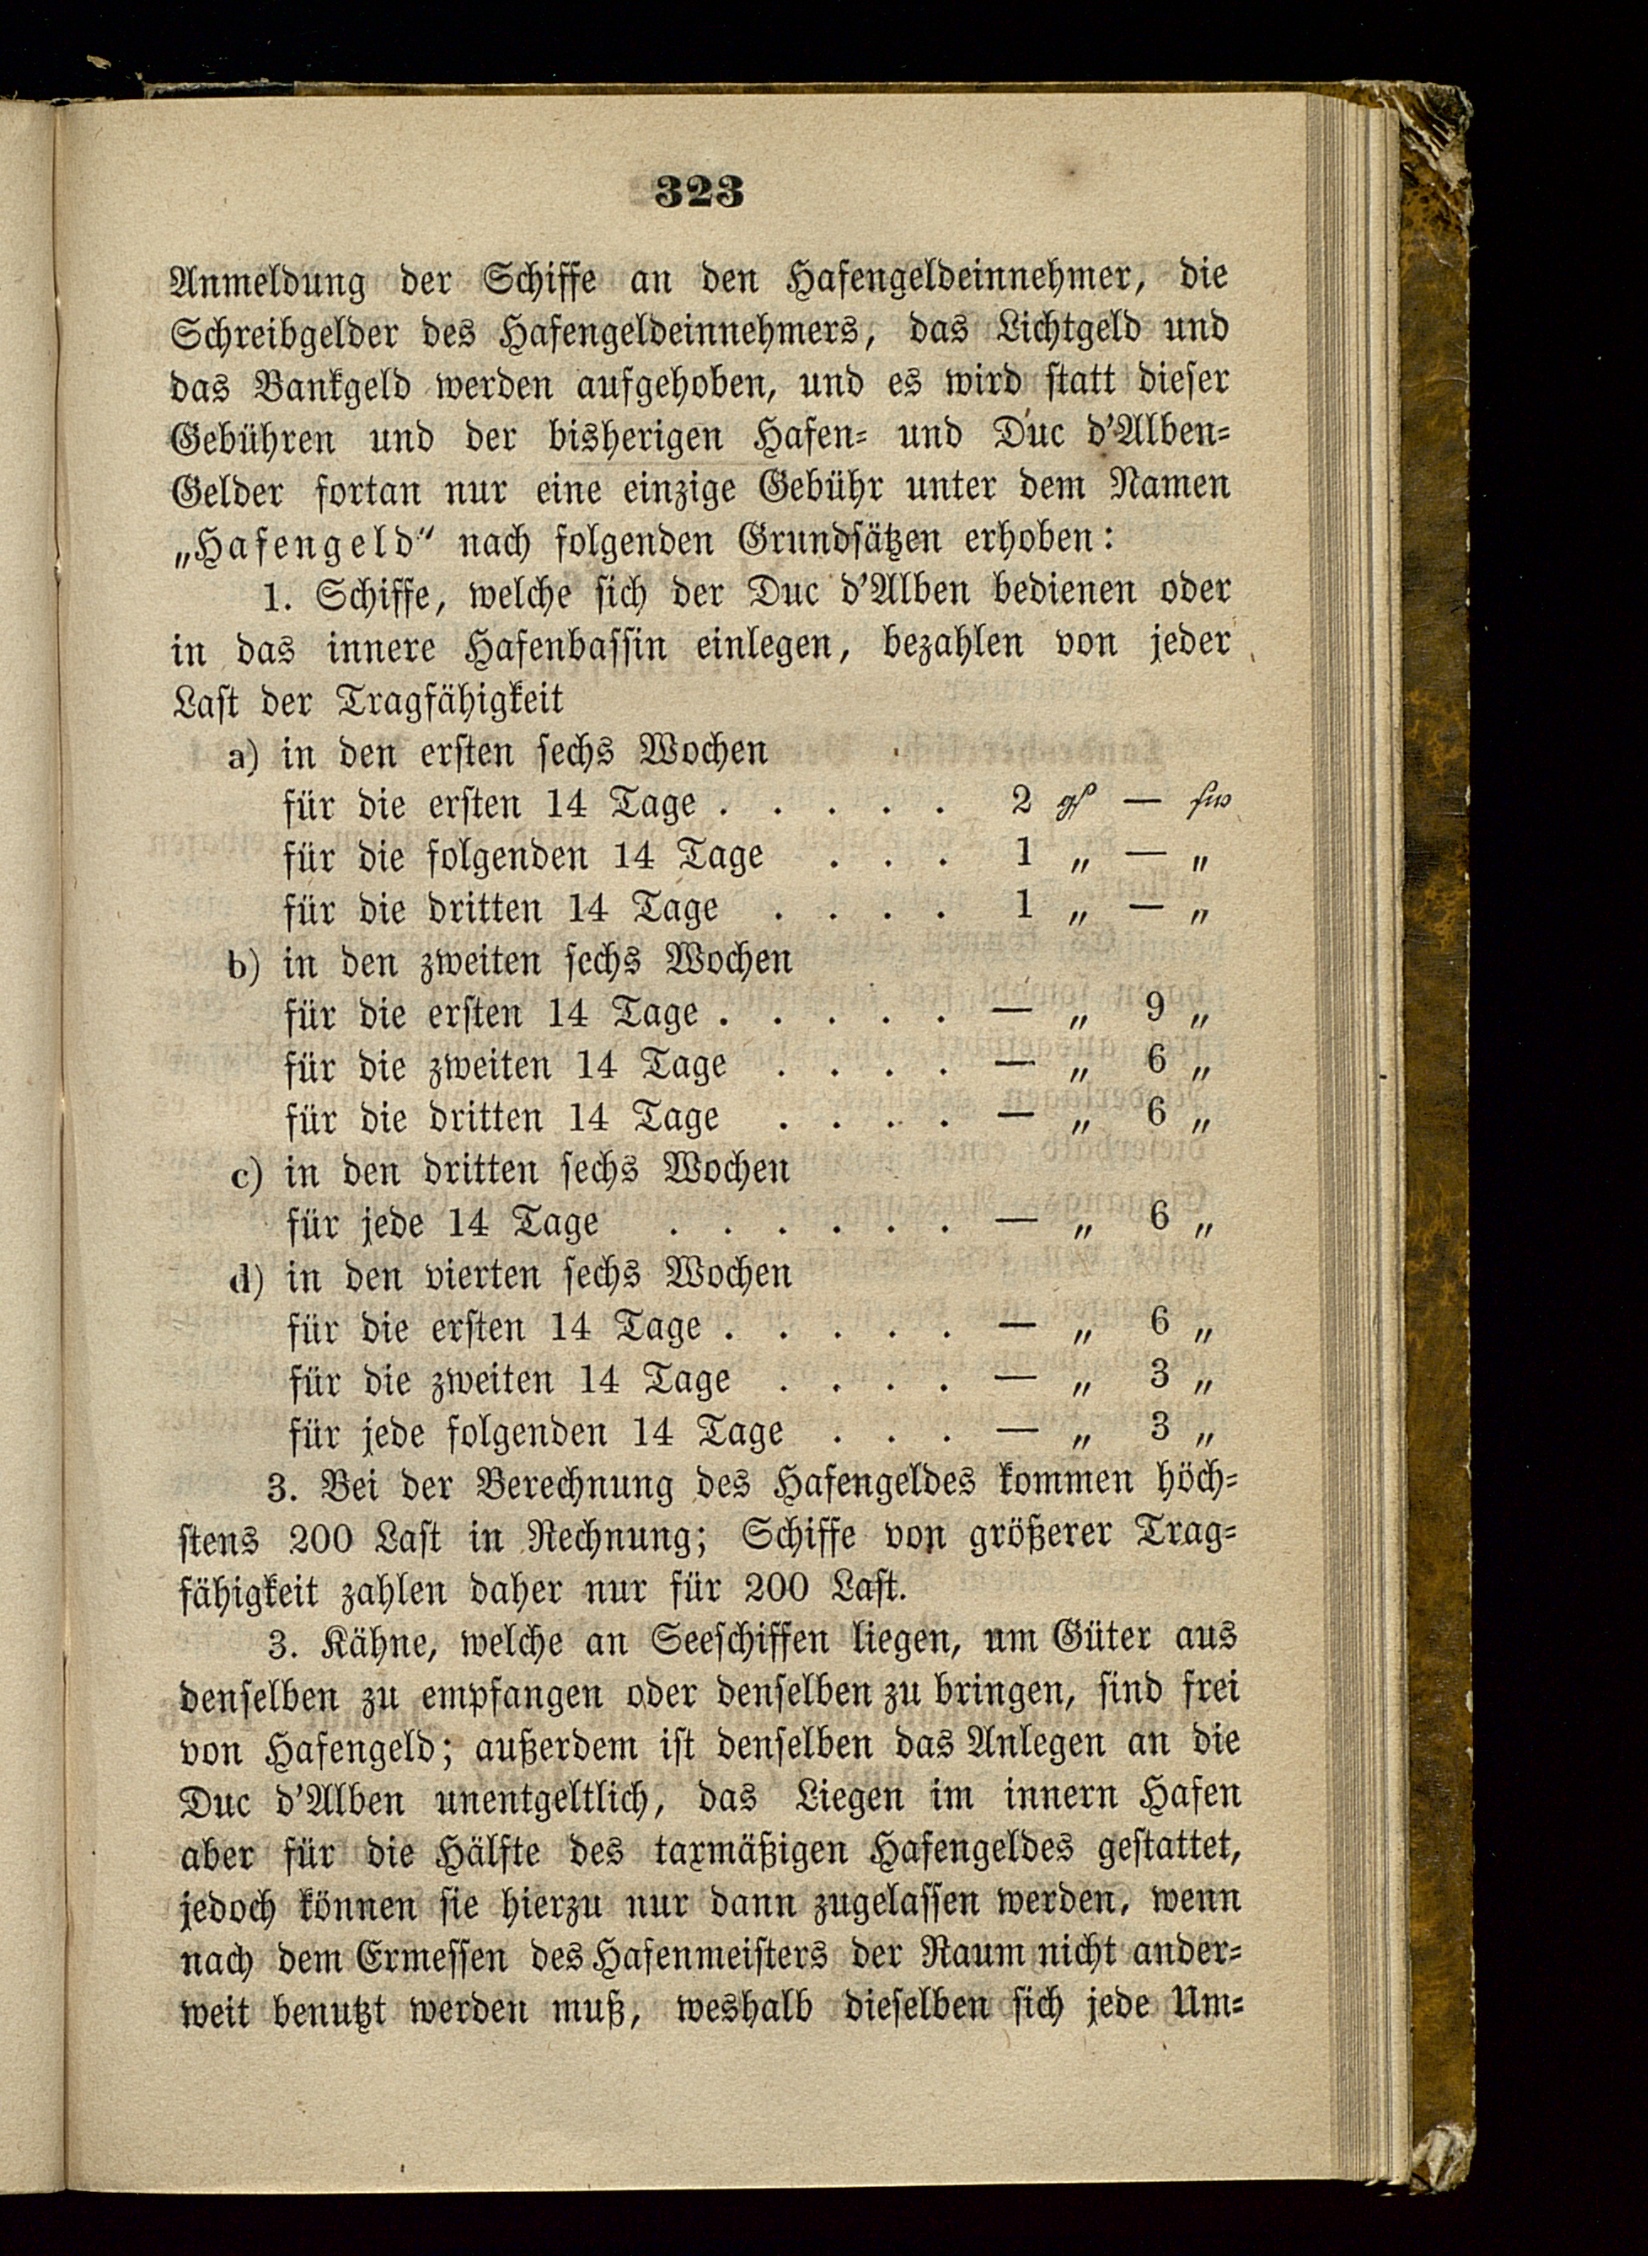 323
Anmeldung der Schiffe an den Hafengeldeinnehmer, die
Schreibgelder des Hafengeldeinnehmers, das Lichtgeld und
das Bankgeld werden aufgehoben, und es wird statt dieser
Gebühren und der bisherigen Hafen- und Duc d'Alben-
Gelder fortan nur eine einzige Gebühr unter dem Namen
„Hafengeld" nach folgenden Grundsätzen erhoben:
1. Schiffe, welche sich der Duc d'Alben bedienen oder
in das innere Hafenbassin einlegen, bezahlen von jeder
Last der Tragfähigkeit
a) in den ersten sechs Wochen
für die ersten 14 Tage . . . . . 2 —
für die folgenden 14 Tage . . . 1 „ — „
für die dritten 14 Tage . . . . 1 „ — „
b) in den zweiten sechs Wochen
für die ersten 14 Tage . . . . . — „ 9 „
für die zweiten 14 Tage . . . . — „ 6 „
für die dritten 14 Tage . . . . — „ 6 „
c) in den dritten sechs Wochen
für jede 14 Tage . . . . . . — „ 6 „
d) in den vierten sechs Wochen
für die ersten 14 Tage . . . . . — „ 6 „
für die zweiten 14 Tage . . . . — „ 3 „
für jede folgenden 14 Tage . . . — „ 3 „
3. Bei der Berechnung des Hafengeldes kommen höch-
stens 200 Last in Rechnung; Schiffe von größerer Trag-
fähigkeit zahlen daher nur für 200 Last.
3. Kähne, welche an Seeschiffen liegen, um Güter aus
denselben zu empfangen oder denselben zu bringen, sind frei
von Hafengeld; außerdem ist denselben das Anlegen an die
Duc d'Alben unentgeltlich, das Liegen im innern Hafen
aber für die Hälfte des taxmäßigen Hafengeldes gestattet,
jedoch können sie hierzu nur dann zugelassen werden, wenn
nach dem Ermessen des Hafenmeisters der Raum nicht ander-
weit benutzt werden muß, weshalb dieselben sich jede Um-